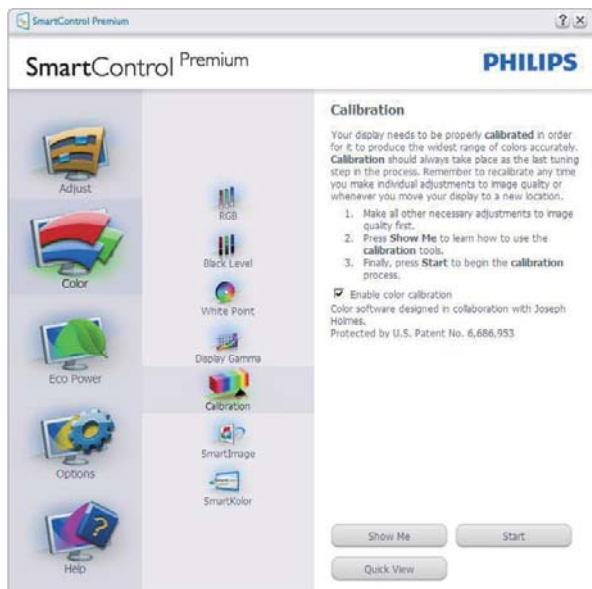 SmartControl Premium
SmartControl Premium
PHILIPS
Adjust
Color
Eco Power
Options
Help
RGB
Black Level
White Point
Display Gamma
Calibration
SmartImage
SmartKolor
Calibration
Your display needs to be properly calibrated in order
for it to produce the widest range of colors accurately.
Calibration should always take place as the last tuning
step in the process. Remember to recalibrate any time
you make individual adjustments to image quality or
whenever you move your display to a new location.
1. Make all other necessary adjustments to image
quality first.
2. Press Show Me to learn how to use the
calibration tools.
3. Finally, press Start to begin the calibration
process.
Enable color calibration
Color software designed in collaboration with Joseph
Holmes.
Protected by U.S. Patent No. 6,686,953
Show Me
Start
Quick View